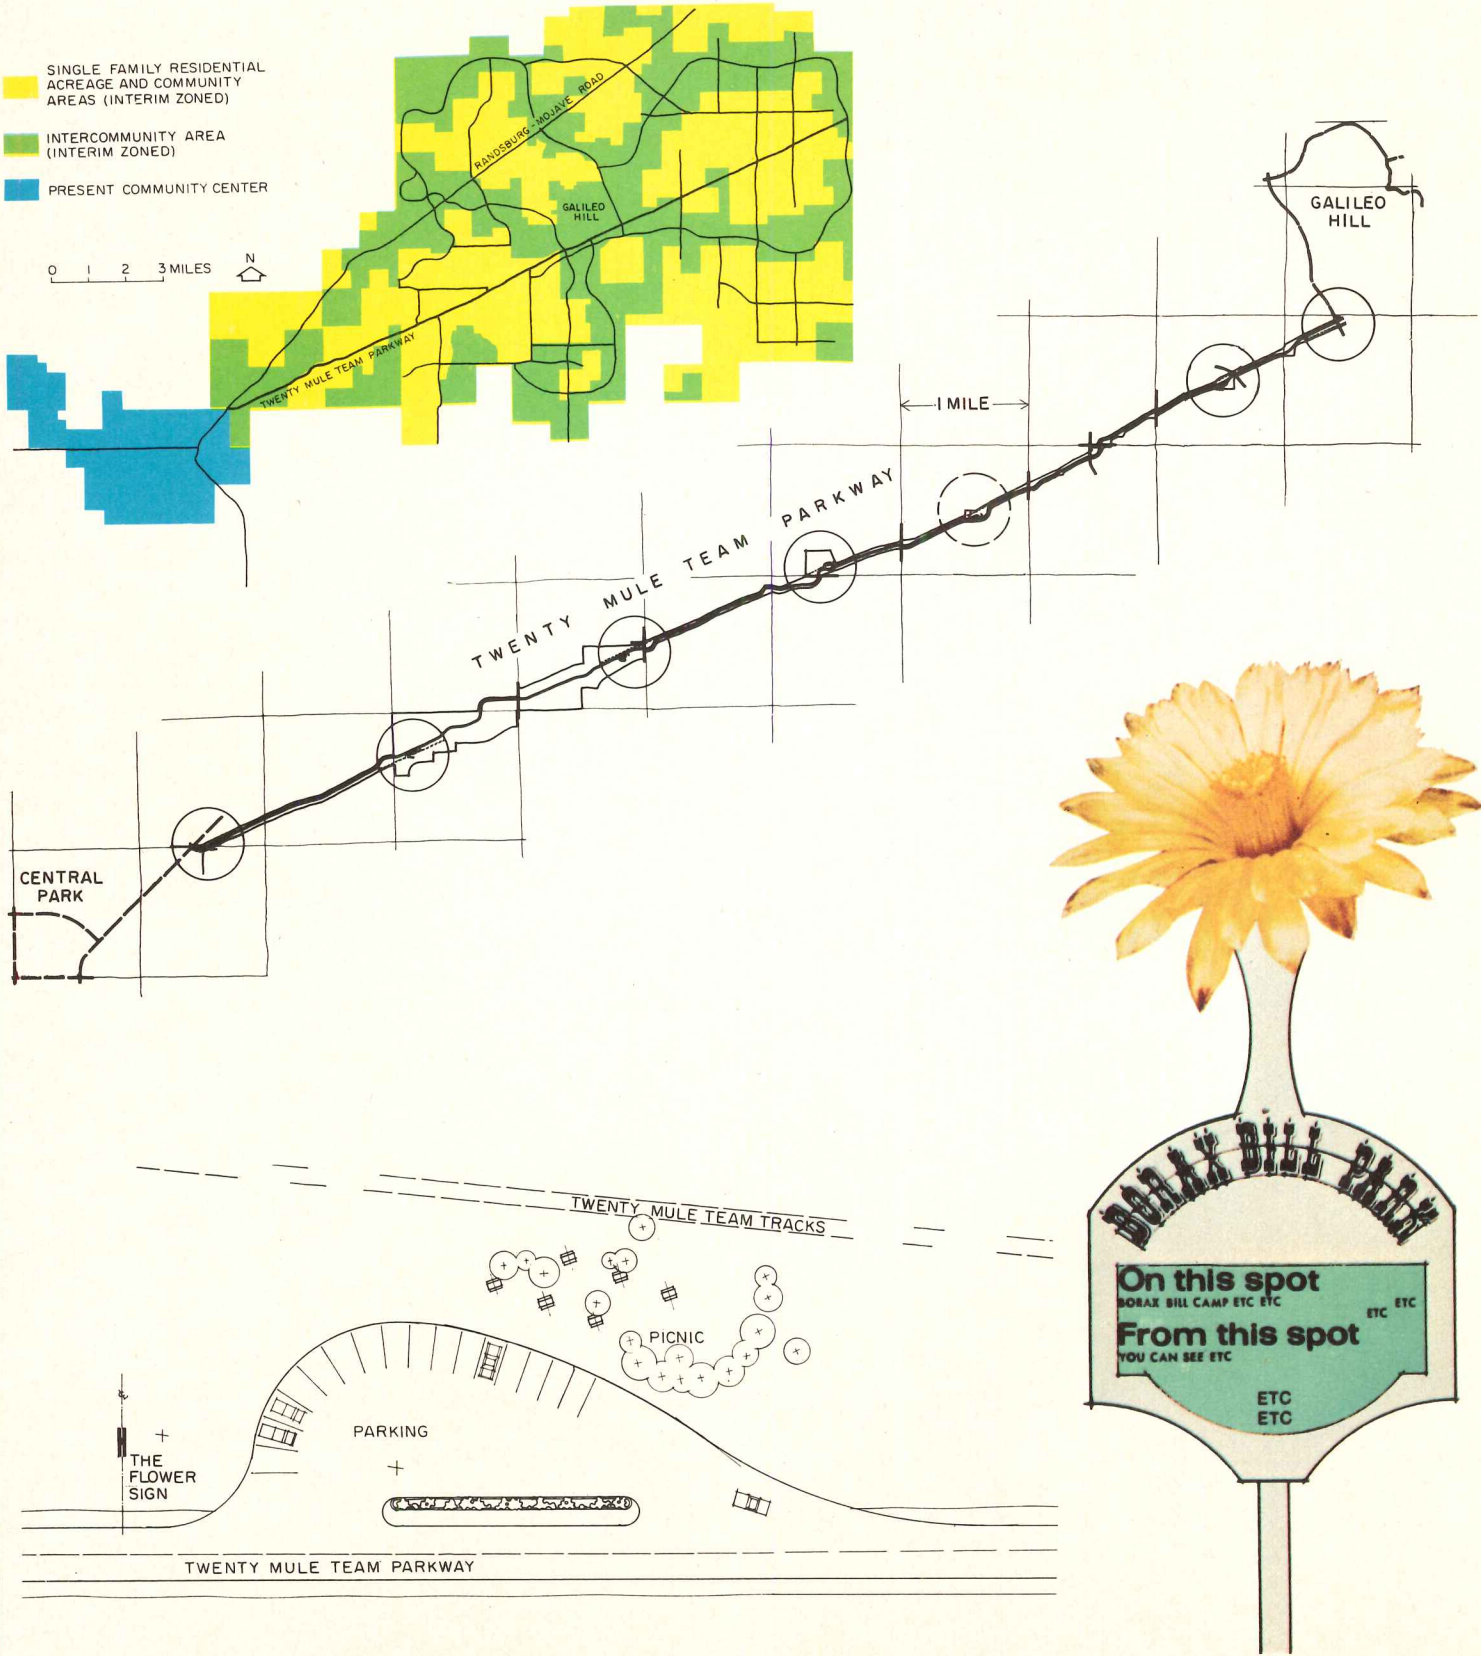 SINGLE FAMILY RESIDENTIAL
ACREAGE AND COMMUNITY
AREAS (INTERIM ZONED)
INTERCOMMUNITY AREA
(INTERIM ZONED)
PRESENT COMMUNITY CENTER
0 1 2 3 MILES
N
RANDSBURG-MOJAVE ROAD
GALILEO
HILL
TWENTY MULE TEAM PARKWAY
GALILEO
HILL
1 MILE
TWENTY MULE TEAM PARKWAY
CENTRAL
PARK
TWENTY MULE TEAM TRACKS
PICNIC
PARKING
THE
FLOWER
SIGN
TWENTY MULE TEAM PARKWAY
BORAX BILL PARK
On this spot
BORAX BILL CAMP ETC ETC ETC
ETC
From this spot
YOU CAN SEE ETC
ETC
ETC